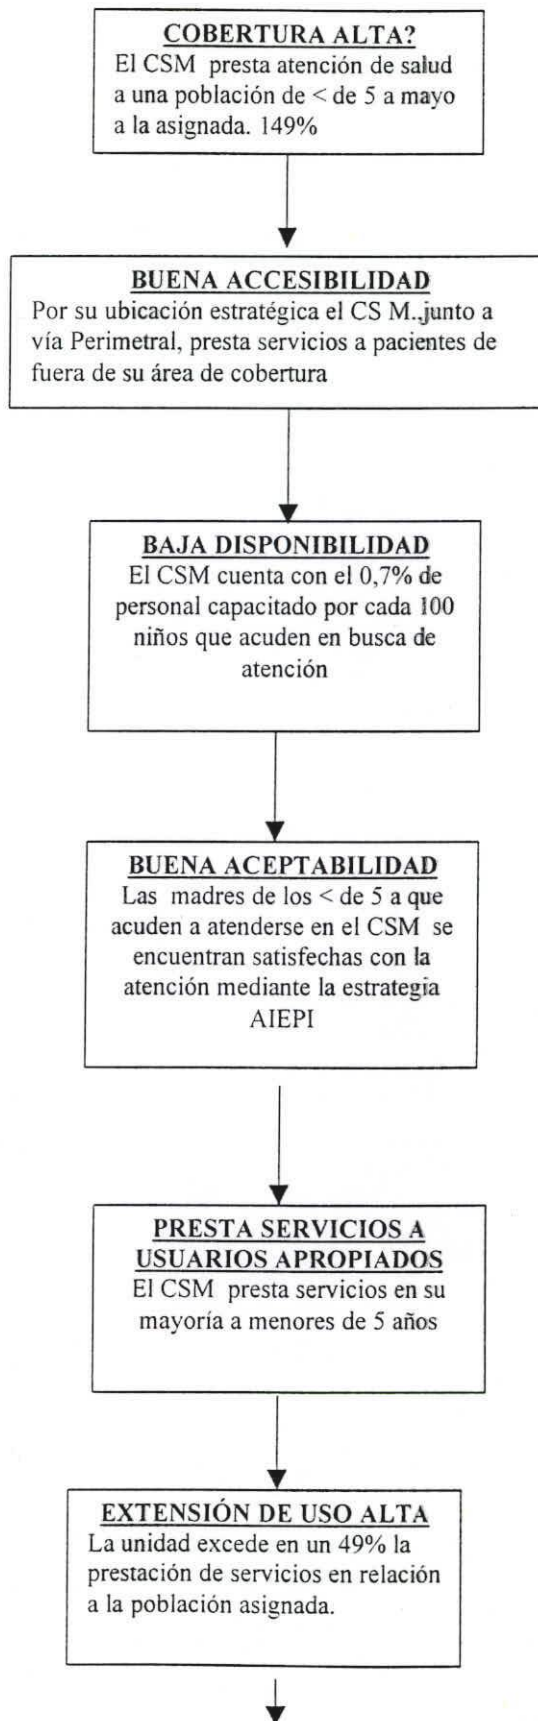 COBERTURA ALTA?
El CSM presta atención de salud
a una población de < de 5 a mayo
a la asignada. 149%
BUENA ACCESIBILIDAD
Por su ubicación estratégica el CS M.,junto a
vía Perimetral, presta servicios a pacientes de
fuera de su área de cobertura
BAJA DISPONIBILIDAD
El CSM cuenta con el 0,7% de
personal capacitado por cada 100
niños que acuden en busca de
atención
BUENA ACEPTABILIDAD
Las madres de los < de 5 a que
acuden a atenderse en el CSM se
encuentran satisfechas con la
atención mediante la estrategia
AIEPI
PRESTA SERVICIOS A
USUARIOS APROPIADOS
El CSM presta servicios en su
mayoría a menores de 5 años
EXTENSIÓN DE USO ALTA
La unidad excede en un 49% la
prestación de servicios en relación
a la población asignada.